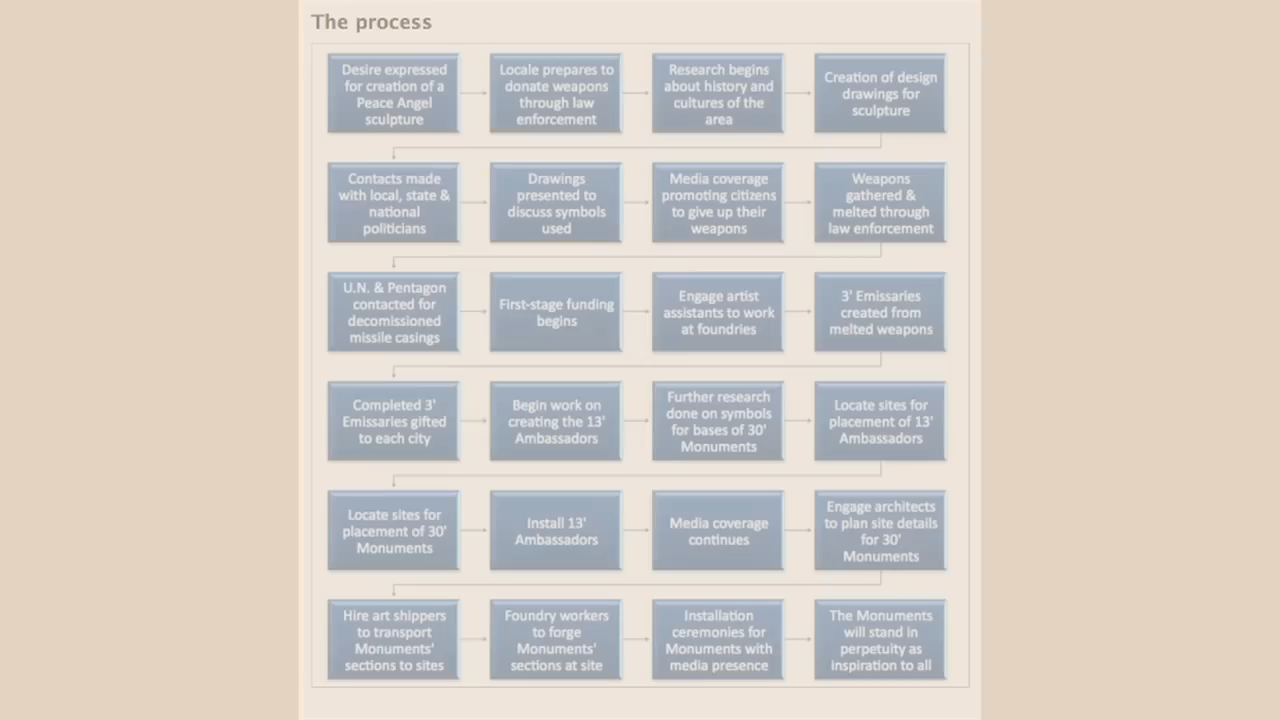 The process
Desire expressed
for creation of a
Peace Angel
sculpture
Locale prepares to
donate weapons
through law
enforcement
Research begins
about history and
cultures of the
area
Creation of design
drawings for
sculpture
Contacts made
with local, state &
national
politicians
Drawings
presented to
discuss symbols
used
Media coverage
promoting citizens
to give up their
weapons
Weapons
gathered &
melted through
law enforcement
U.N. & Pentagon
contacted for
decomissioned
missile casings
First-stage funding
begins
Engage artist
assistants to work
at foundries
3' Emissaries
created from
melted weapons
Completed 3'
Emissaries gifted
to each city
Begin work on
creating the 13'
Ambassadors
Further research
done on symbols
for bases of 30'
Monuments
Locate sites for
placement of 13'
Ambassadors
Locate sites for
placement of 30'
Monuments
Install 13'
Ambassadors
Media coverage
continues
Engage architects
to plan site details
for 30'
Monuments
Hire art shippers
to transport
Monuments'
sections to sites
Foundry workers
to forge
Monuments'
sections at site
Installation
ceremonies for
Monuments with
media presence
The Monuments
will stand in
perpetuity as
inspiration to all